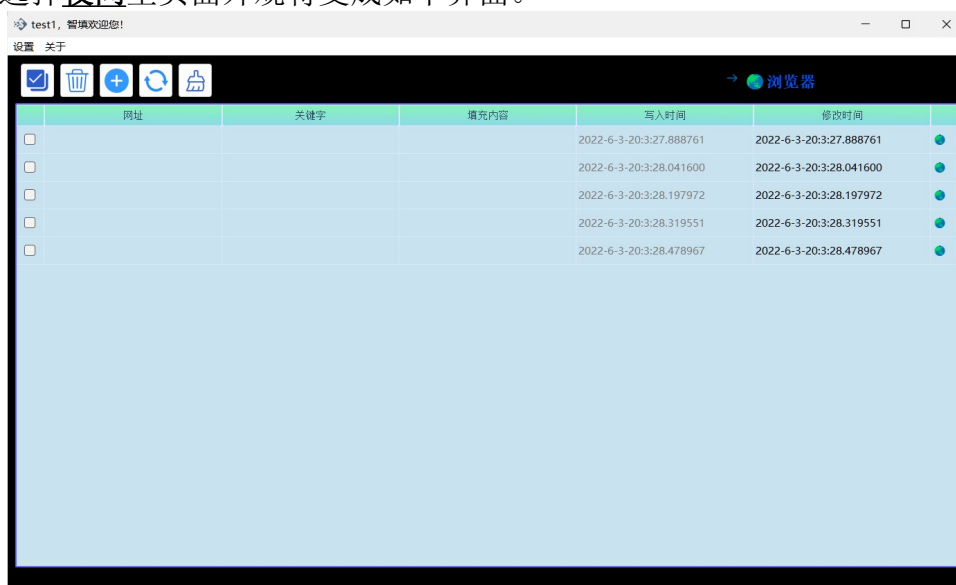 test1，智填欢迎您!
设置 关于
→ 浏览器
网址 关键字 填充内容 写入时间 修改时间
2022-6-3-20:3:27.888761 2022-6-3-20:3:27.888761
2022-6-3-20:3:28.041600 2022-6-3-20:3:28.041600
2022-6-3-20:3:28.197972 2022-6-3-20:3:28.197972
2022-6-3-20:3:28.319551 2022-6-3-20:3:28.319551
2022-6-3-20:3:28.478967 2022-6-3-20:3:28.478967